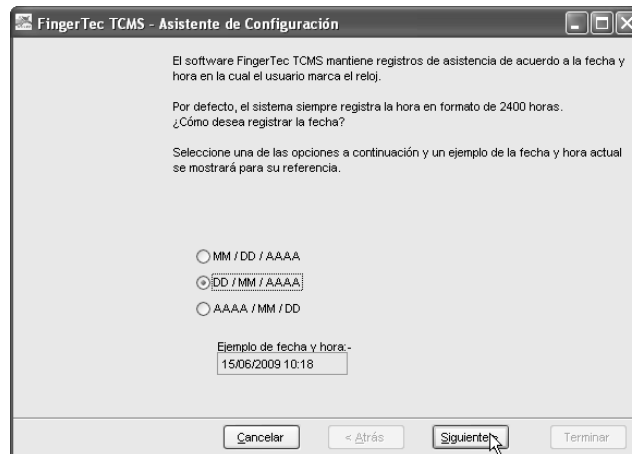 FingerTec TCMS - Asistente de Configuración
El software FingerTec TCMS mantiene registros de asistencia de acuerdo a la fecha y
hora en la cual el usuario marca el reloj.
Por defecto, el sistema siempre registra la hora en formato de 2400 horas.
¿Cómo desea registrar la fecha?
Seleccione una de las opciones a continuación y un ejemplo de la fecha y hora actual
se mostrará para su referencia.
MM / DD / AAAA
DD / MM / AAAA
AAAA / MM / DD
Ejemplo de fecha y hora:-
15/06/2009 10:18
Cancelar < Atrás Siguiente > Terminar